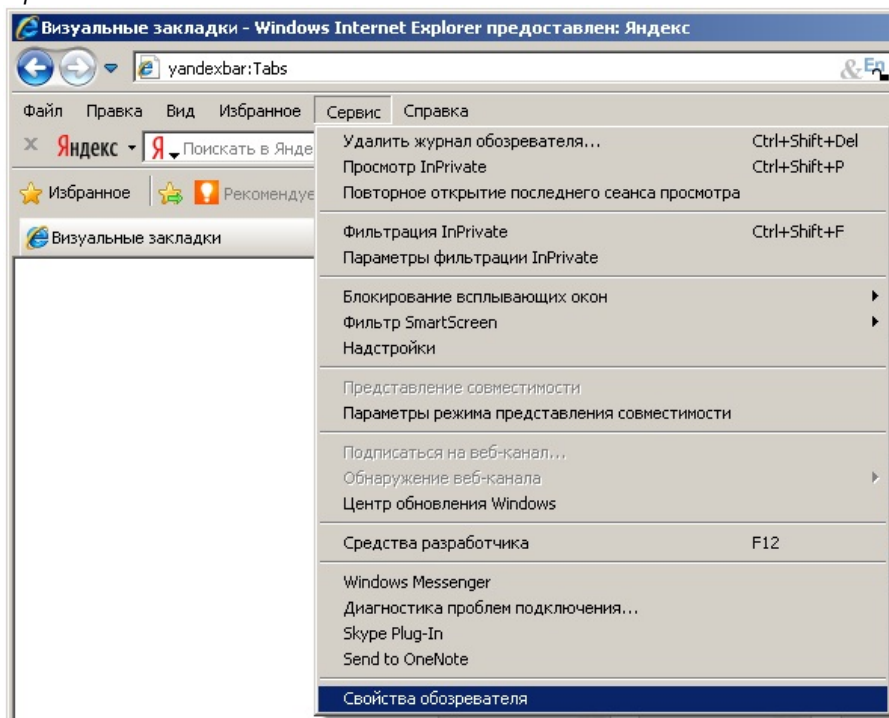 Визуальные закладки - Windows Internet Explorer предоставлен: Яндекс
yandexbar:Tabs
En
Файл Правка Вид Избранное Сервис Справка
Яндекс Я Поискать в Янде
Избранное Рекомендуе
Визуальные закладки
Удалить журнал обозревателя... Ctrl+Shift+Del
Просмотр InPrivate Ctrl+Shift+P
Повторное открытие последнего сеанса просмотра
Фильтрация InPrivate Ctrl+Shift+F
Параметры фильтрации InPrivate
Блокирование всплывающих окон
Фильтр SmartScreen
Надстройки
Представление совместимости
Параметры режима представления совместимости
Подписаться на веб-канал...
Обнаружение веб-канала
Центр обновления Windows
Средства разработчика F12
Windows Messenger
Диагностика проблем подключения...
Skype Plug-In
Send to OneNote
Свойства обозревателя